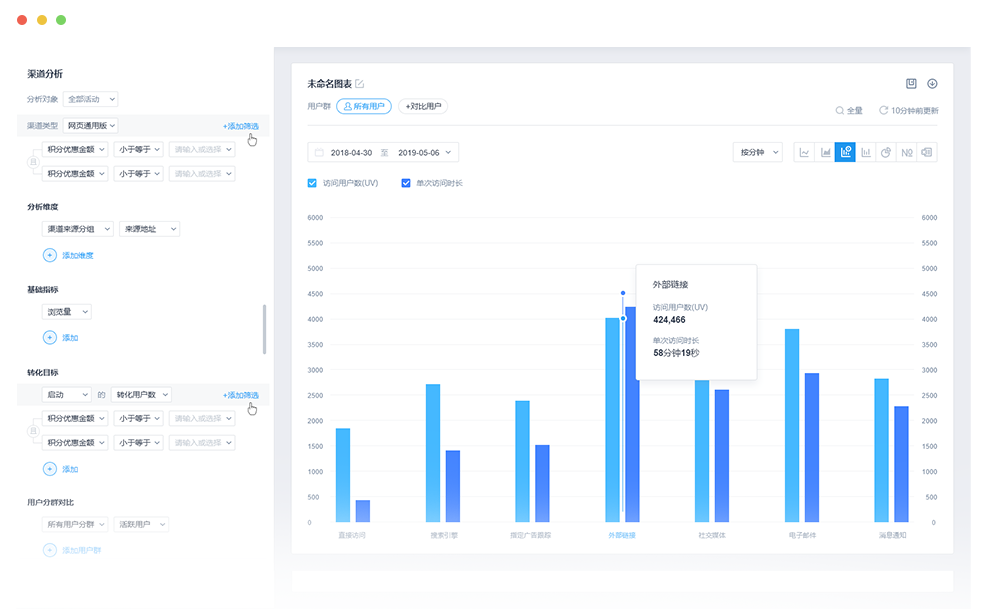 渠道分析
分析对象 全部活动
渠道类型 网页通用版 +添加筛选
积分优惠金额 小于等于 请输入或选择
且
积分优惠金额 小于等于 请输入或选择
分析维度
渠道来源分组 来源地址
+ 添加维度
基础指标
浏览量
+ 添加
转化目标
启动 的 转化用户数 +添加筛选
积分优惠金额 小于等于 请输入或选择
且
积分优惠金额 小于等于 请输入或选择
+ 添加
用户分群对比
所有用户分群 活跃用户
+ 添加用户群
未命名图表
用户群 所有用户 +对比用户
全量 10分钟前更新
2018-04-30 至 2019-05-06 按分钟 №
访问用户数(UV) 单次访问时长
6000 6000
5500 5500
5000 5000
4500 4500
4000 4000
3500 3500
3000 3000
2500 2500
2000 2000
1500 1500
1000 1000
500 500
0 0
外部链接
访问用户数(UV)
424,466
单次访问时长
58分钟19秒
直接访问 搜索引擎 指定广告跟踪 外部链接 社交媒体 电子邮件 消息通知